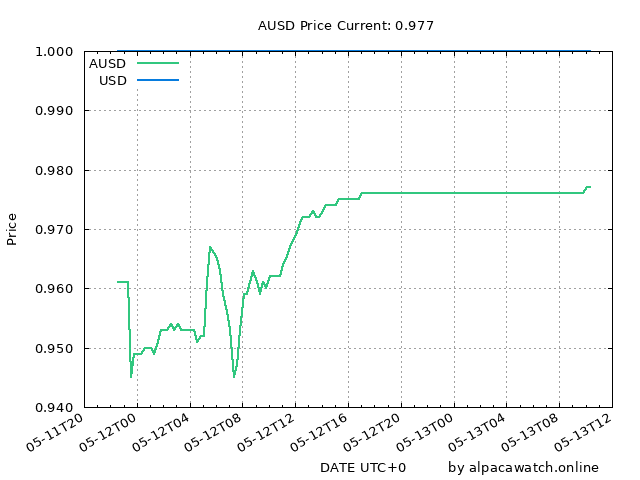 AUSD Price Current: 0.977
1.000
0.990
0.980
0.970
0.960
0.950
0.940
Price
AUSD
USD
05-11T20
05-12T00
05-12T04
05-12T08
05-12T12
05-12T16
05-12T20
05-13T00
05-13T04
05-13T08
05-13T12
DATE UTC+0
by alpacawatch.online